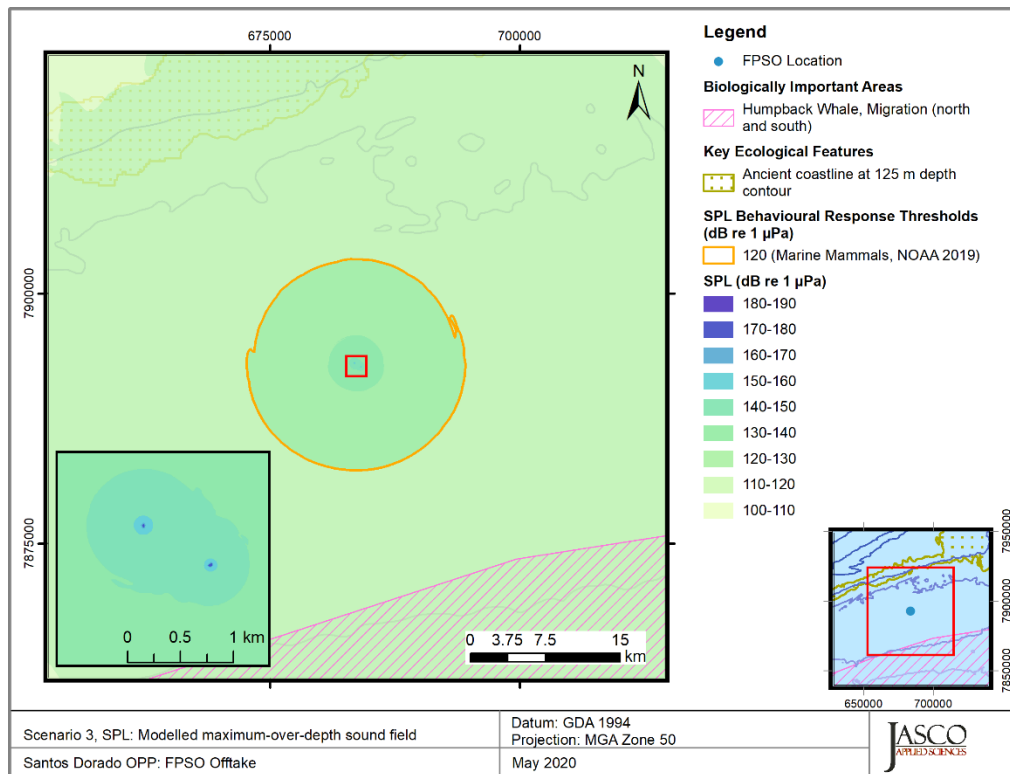 675000
700000
7900000
7875000
N
0
0.5
1 km
0 3.75 7.5
15
km
Legend
FPSO Location
Biologically Important Areas
Humpback Whale, Migration (north
and south)
Key Ecological Features
Ancient coastline at 125 m depth
contour
SPL Behavioural Response Thresholds
(dB re 1 µPa)
120 (Marine Mammals, NOAA 2019)
SPL (dB re 1 µPa)
180-190
170-180
160-170
150-160
140-150
130-140
120-130
110-120
100-110
7950000
7900000
7850000
650000
700000
Scenario 3, SPL: Modelled maximum-over-depth sound field
Santos Dorado OPP: FPSO Offtake
Datum: GDA 1994
Projection: MGA Zone 50
May 2020
JASCO
APPLIED SCIENCES